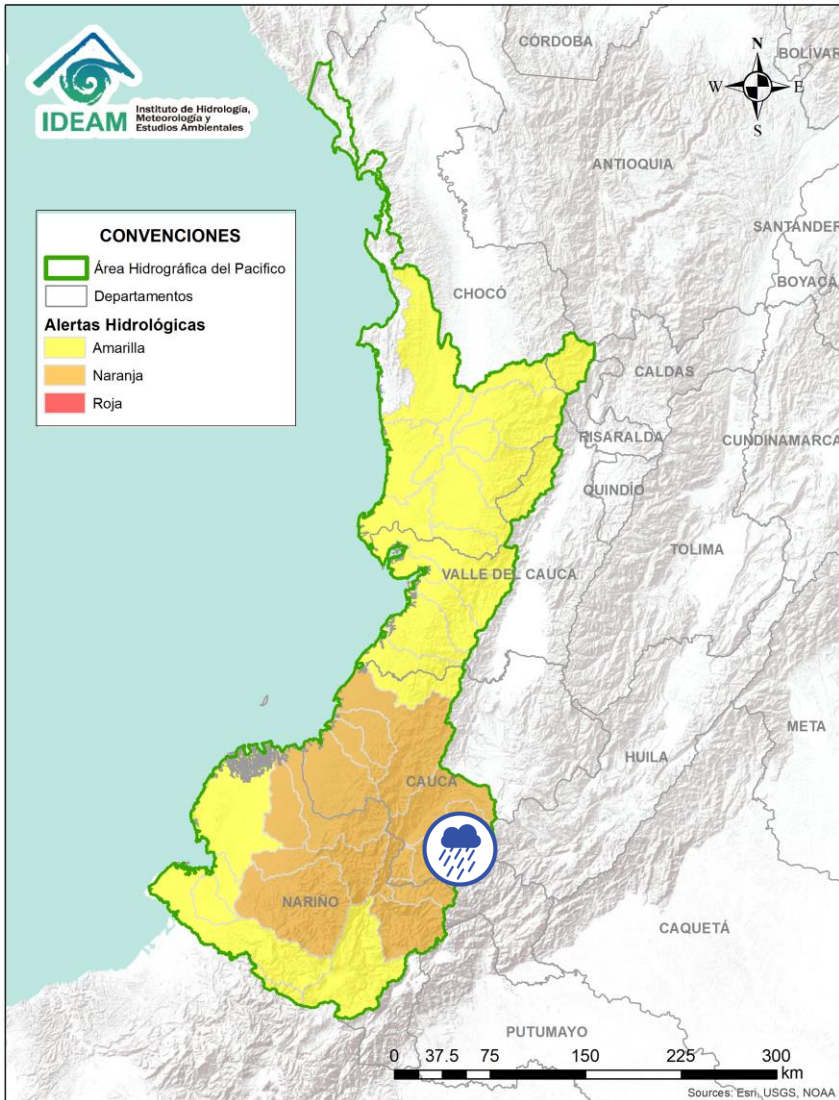 IDEAM
Instituto de Hidrología,
Meteorología y
Estudios Ambientales
CÓRDOBA
BOLÍVAR
N
W
E
S
ANTIOQUIA
SANTANDER
BOYACÁ
CONVENCIONES
Área Hidrográfica del Pacifico
Departamentos
Alertas Hidrológicas
Amarilla
Naranja
Roja
CHOCÓ
CALDAS
RISARALDA
CUNDINAMARCA
QUINDÍO
TOLIMA
VALLE DEL CAUCA
META
HUILA
CAUCA
NARIÑO
CAQUETÁ
PUTUMAYO
0 37.5 75 150 225 300
km
Sources: Esri, USGS, NOAA